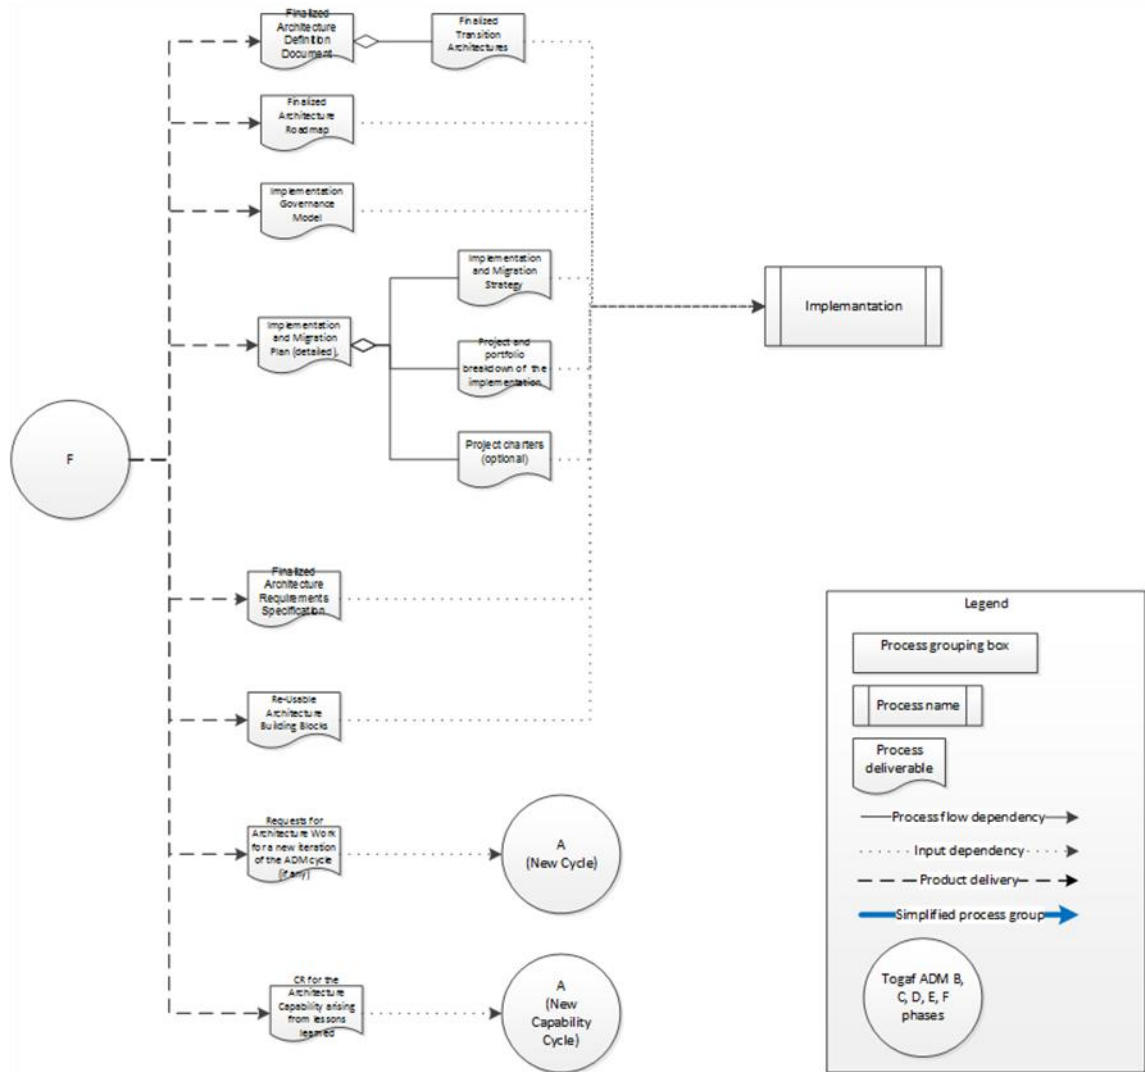 Finalized
Architecture
Definition
Document
Finalized
Transition
Architectures
Finalized
Architecture
Roadmap
Implementation
Governance
Model
Implementation
and Migration
Strategy
Implemantation
Implementation
and Migration
Plan (detailed),
Project and portfolio
breakdown of the
implementation
Project charters
(optional)
F
Finalized
Architecture
Requirements
Specification
Re-Usable
Architecture
Building Blocks
Requests for
Architecture Work
for a new iteration
of the ADM cycle
(if any)
A
(New Cycle)
CR for the
Architecture
Capability arising
from lessons
learned
A
(New
Capability
Cycle)
Legend
Process grouping box
Process name
Process
deliverable
Process flow dependency
Input dependency
Product delivery
Simplified process group
Togaf ADM B,
C, D, E, F
phases